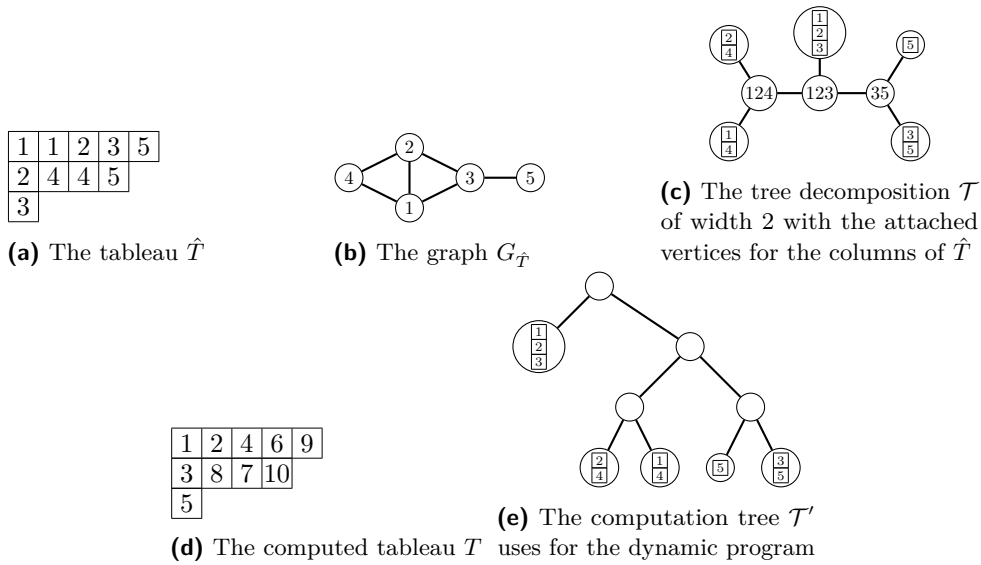 1 1 2 3 5
2 4 4 5
3
(a) The tableau T̂
2
4 3 5
1
(b) The graph G_T̂
2
4
1
2
3
5
124 123 35
1
4
3
5
(c) The tree decomposition 𝒯
of width 2 with the attached
vertices for the columns of T̂
1 2 4 6 9
3 8 7 10
5
(d) The computed tableau T
1
2
3
2
4
1
4
5
3
5
(e) The computation tree 𝒯′
uses for the dynamic program